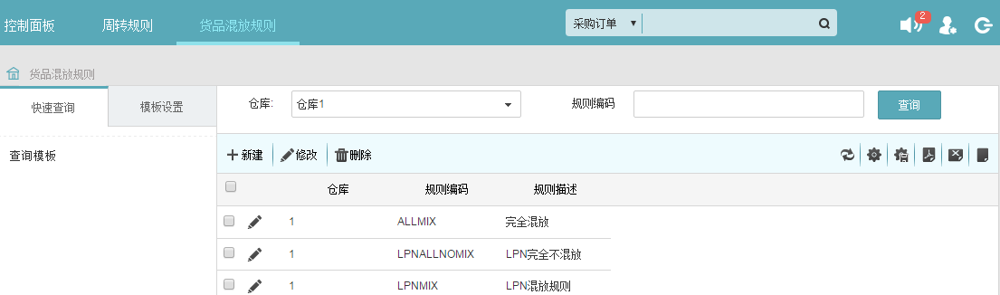 控制面板 周转规则 货品混放规则 采购订单 2
货品混放规则
快速查询 模板设置 仓库: 仓库1 规则编码 查询
查询模板 新建 修改 删除
仓库 规则编码 规则描述
1 ALLMIX 完全混放
1 LPNALLNOMIX LPN完全不混放
1 LPNMIX LPN混放规则